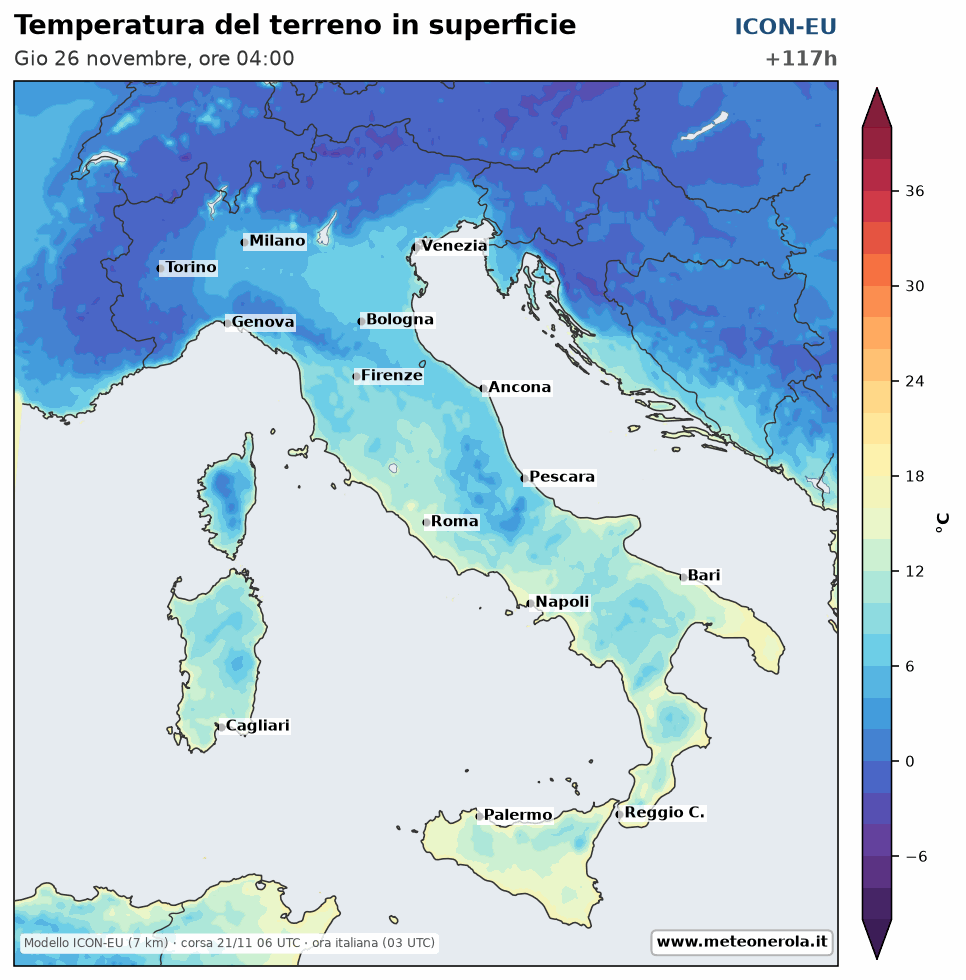 Temperatura del terreno in superficie
ICON-EU
Gio 26 novembre, ore 04:00
+117h
Milano
Venezia
Torino
Genova
Bologna
Firenze
Ancona
Pescara
Roma
Bari
Napoli
Cagliari
Palermo
Reggio C.
36
30
24
18
12
6
0
−6
°C
Modello ICON-EU (7 km) · corsa 21/11 06 UTC · ora italiana (03 UTC)
www.meteonerola.it